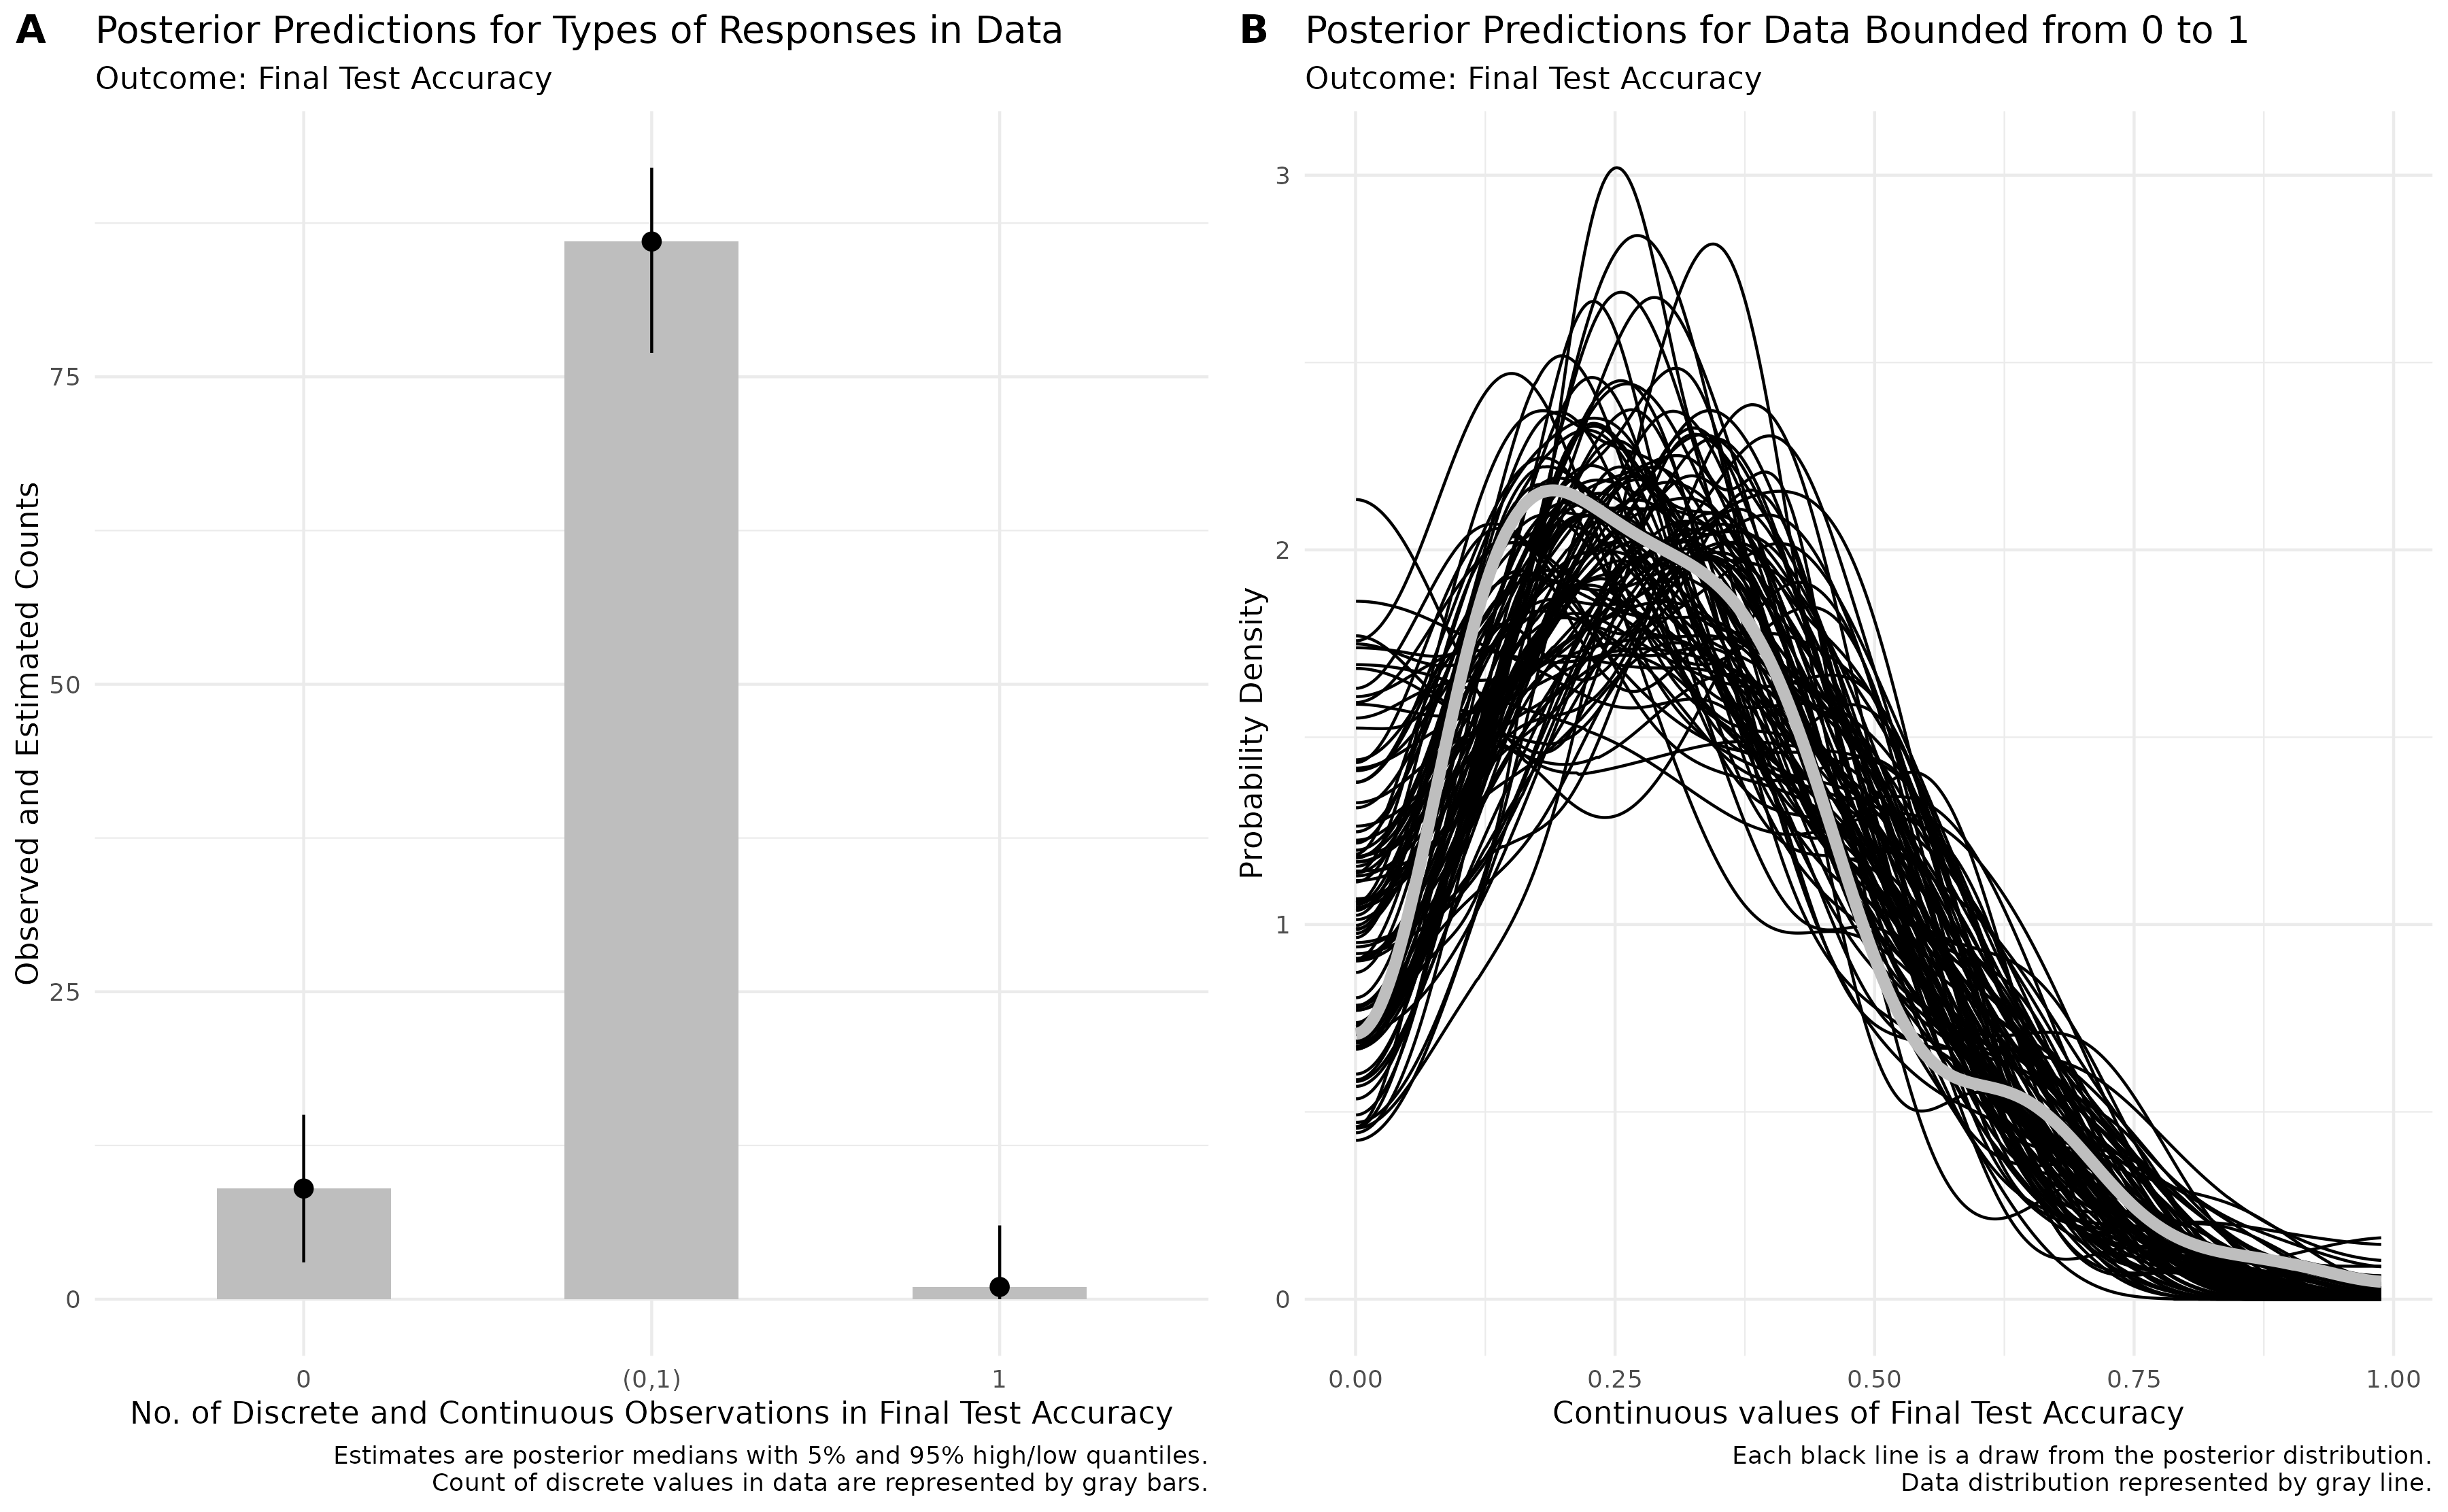 A
Posterior Predictions for Types of Responses in Data
Outcome: Final Test Accuracy
Observed and Estimated Counts
75
50
25
0
0
(0,1)
1
No. of Discrete and Continuous Observations in Final Test Accuracy
Estimates are posterior medians with 5% and 95% high/low quantiles.
Count of discrete values in data are represented by gray bars.
B
Posterior Predictions for Data Bounded from 0 to 1
Outcome: Final Test Accuracy
Probability Density
3
2
1
0
0.00
0.25
0.50
0.75
1.00
Continuous values of Final Test Accuracy
Each black line is a draw from the posterior distribution.
Data distribution represented by gray line.